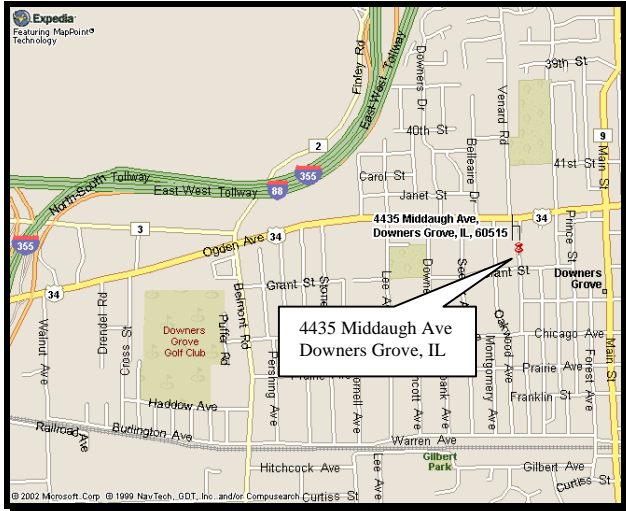 Expedia
Featuring MapPoint®
Technology
Finley Rd
East-West Tollway
Downers Dr
Venard Rd
39th St
2
40th St
9
Main St
Belleaire Dr
41st St
355
88
North-South Tollway
East-West Tollway
Carol St
Janet St
355
3
Ogden Ave
34
4435 Middaugh Ave,
Downers Grove, IL, 60515
34
Prince St
34
Grant St
Lee Ave
Downers
Grove
Walnut Ave
Drendel Rd
Cross St
Downers
Grove
Golf Club
Puffer Rd
Belmont Rd
4435 Middaugh Ave
Downers Grove, IL
Oakwood Ave
Montgomery Ave
Chicago Ave
Prairie Ave
Forest Ave
Main St
Franklin St
Pershing Ave
Haddow Ave
Railroad Ave
Burlington Ave
Warren Ave
Hitchcock Ave
Lee Ave
Gilbert
Park
Gilbert Ave
Curtiss St
Curtiss St
© 2002 Microsoft Corp © 1999 NavTech, GDT, Inc. and/or Compusearch